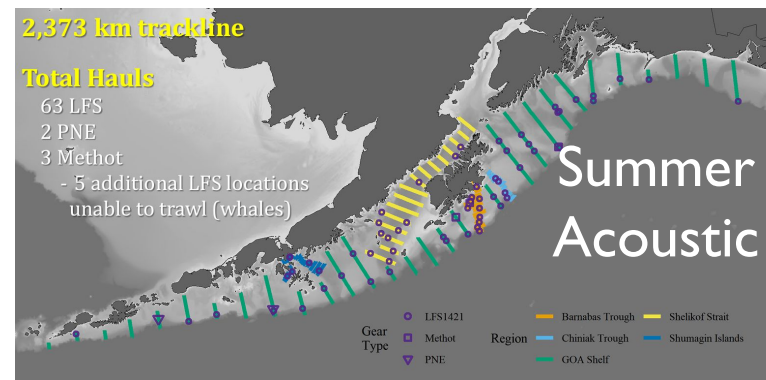 2,373 km trackline
Total Hauls
63 LFS
2 PNE
3 Methot
- 5 additional LFS locations
unable to trawl (whales)
Summer
Acoustic
Gear
Type
LFS1421
Methot
PNE
Region
Barnabas Trough
Chiniak Trough
GOA Shelf
Shelikof Strait
Shumagin Islands